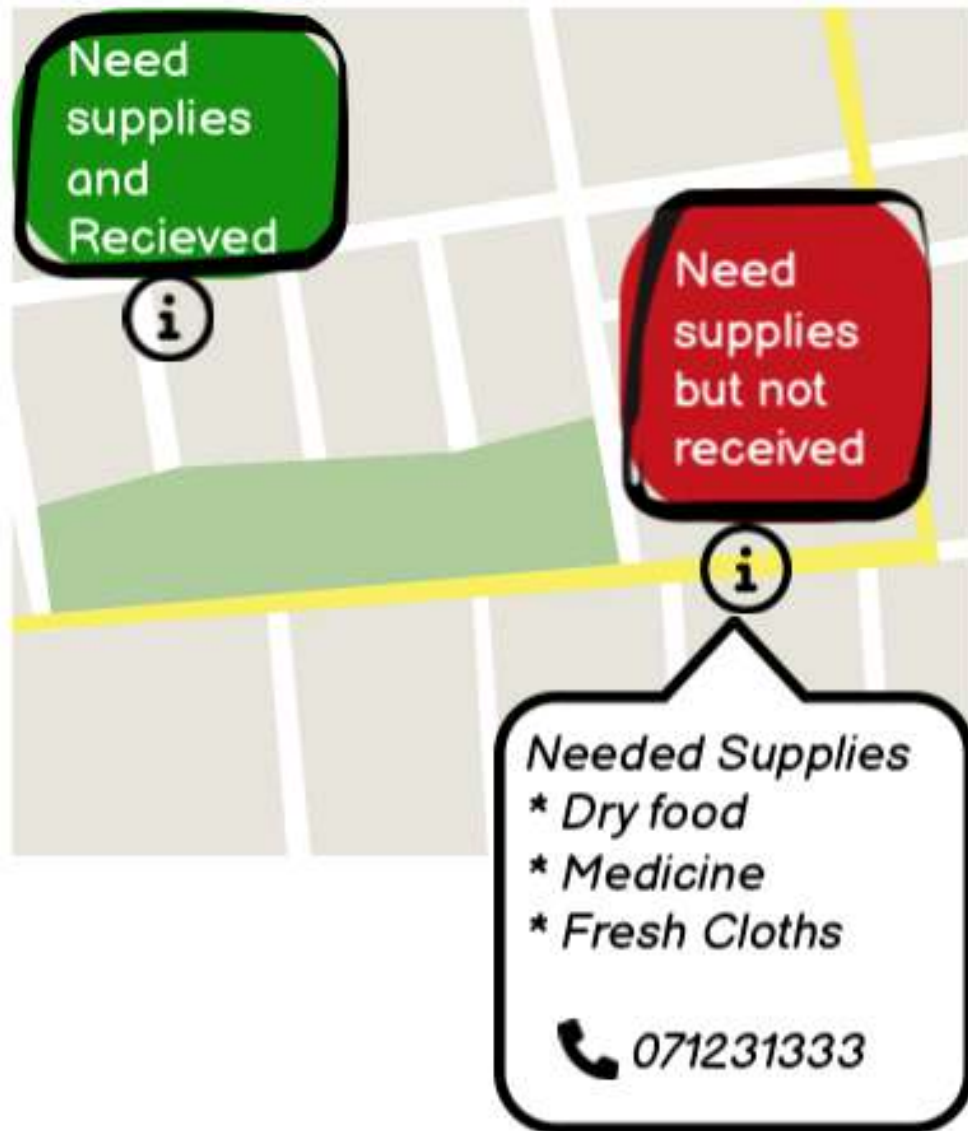 Need
supplies
and
Recieved
i
Need
supplies
but not
received
i
Needed Supplies
* Dry food
* Medicine
* Fresh Cloths
071231333